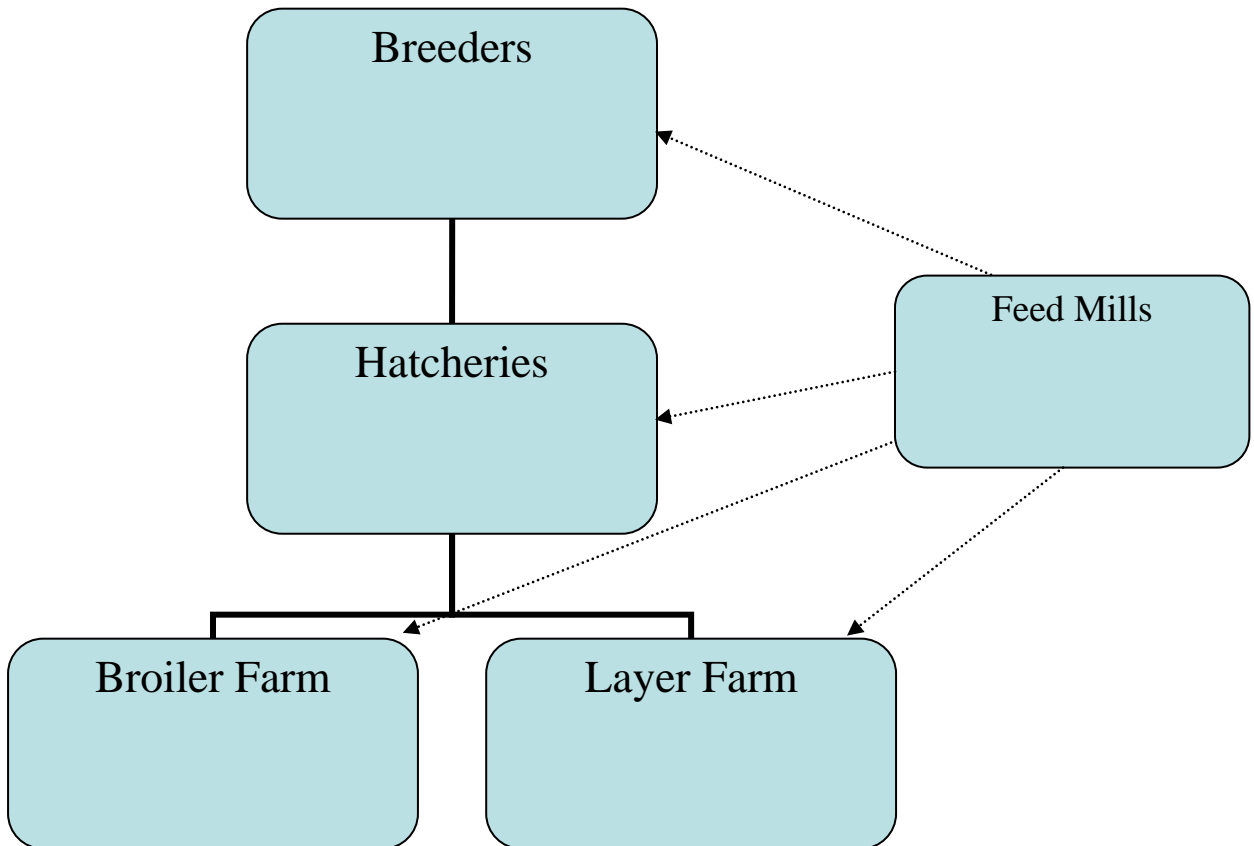 Breeders
Feed Mills
Hatcheries
Broiler Farm
Layer Farm